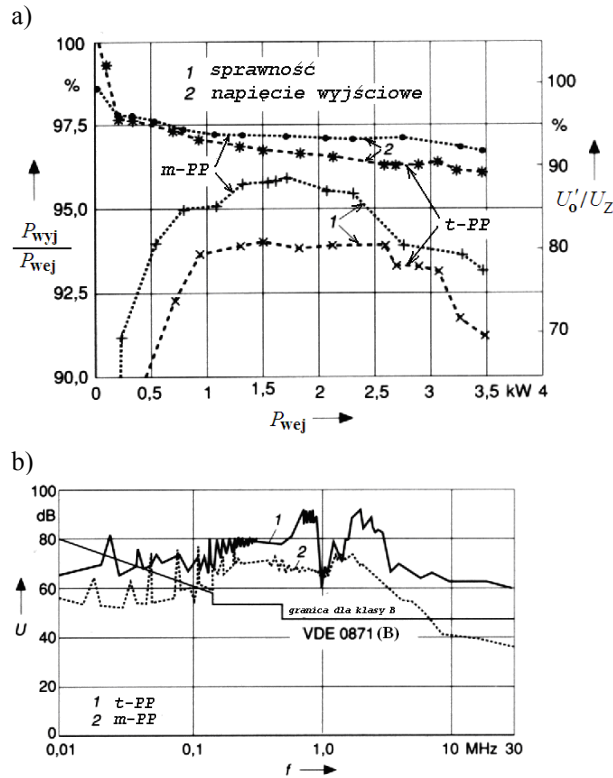 a)
100
%
97,5
95,0
92,5
90,0
P_wyj
P_wej
1 sprawność
2 napięcie wyjściowe
m-PP
2
1
t-PP
100
%
90
U_o'/U_Z
80
70
0 0,5 1 1,5 2 2,5 3 3,5 kW 4
P_wej
b)
100
dB
80
60
40
20
0
U
1
2
granica dla klasy B
VDE 0871 (B)
1 t-PP
2 m-PP
0,01 0,1 1,0 10 MHz 30
f